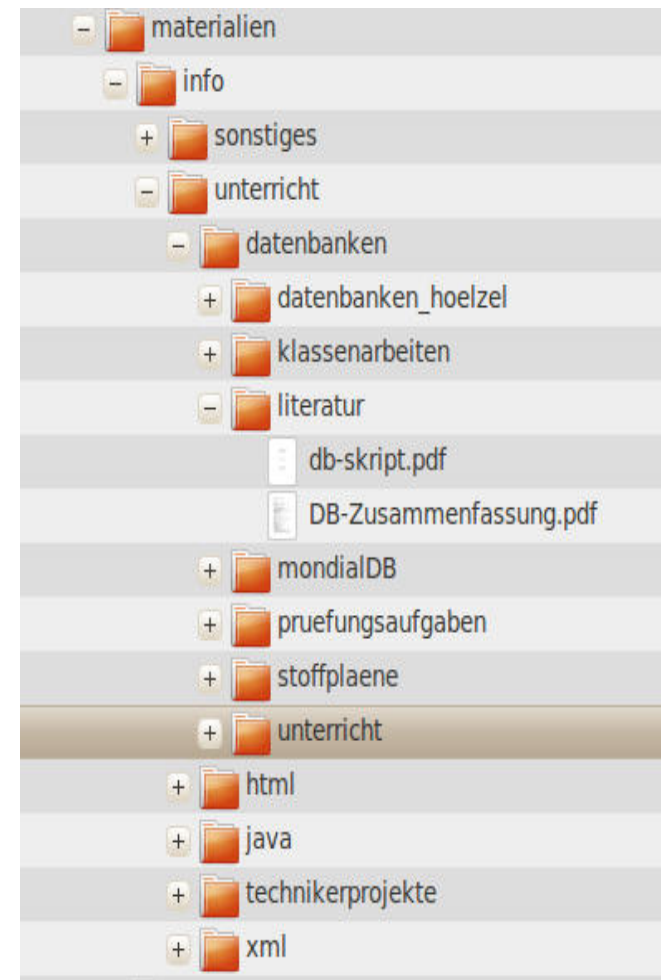 materialien
info
sonstiges
unterricht
datenbanken
datenbanken_hoelzel
klassenarbeiten
literatur
db-skript.pdf
DB-Zusammenfassung.pdf
mondialDB
pruefungsaufgaben
stoffplaene
unterricht
html
java
technikerprojekte
xml